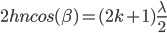 2hncos(β) = (2k + 1) λ/2